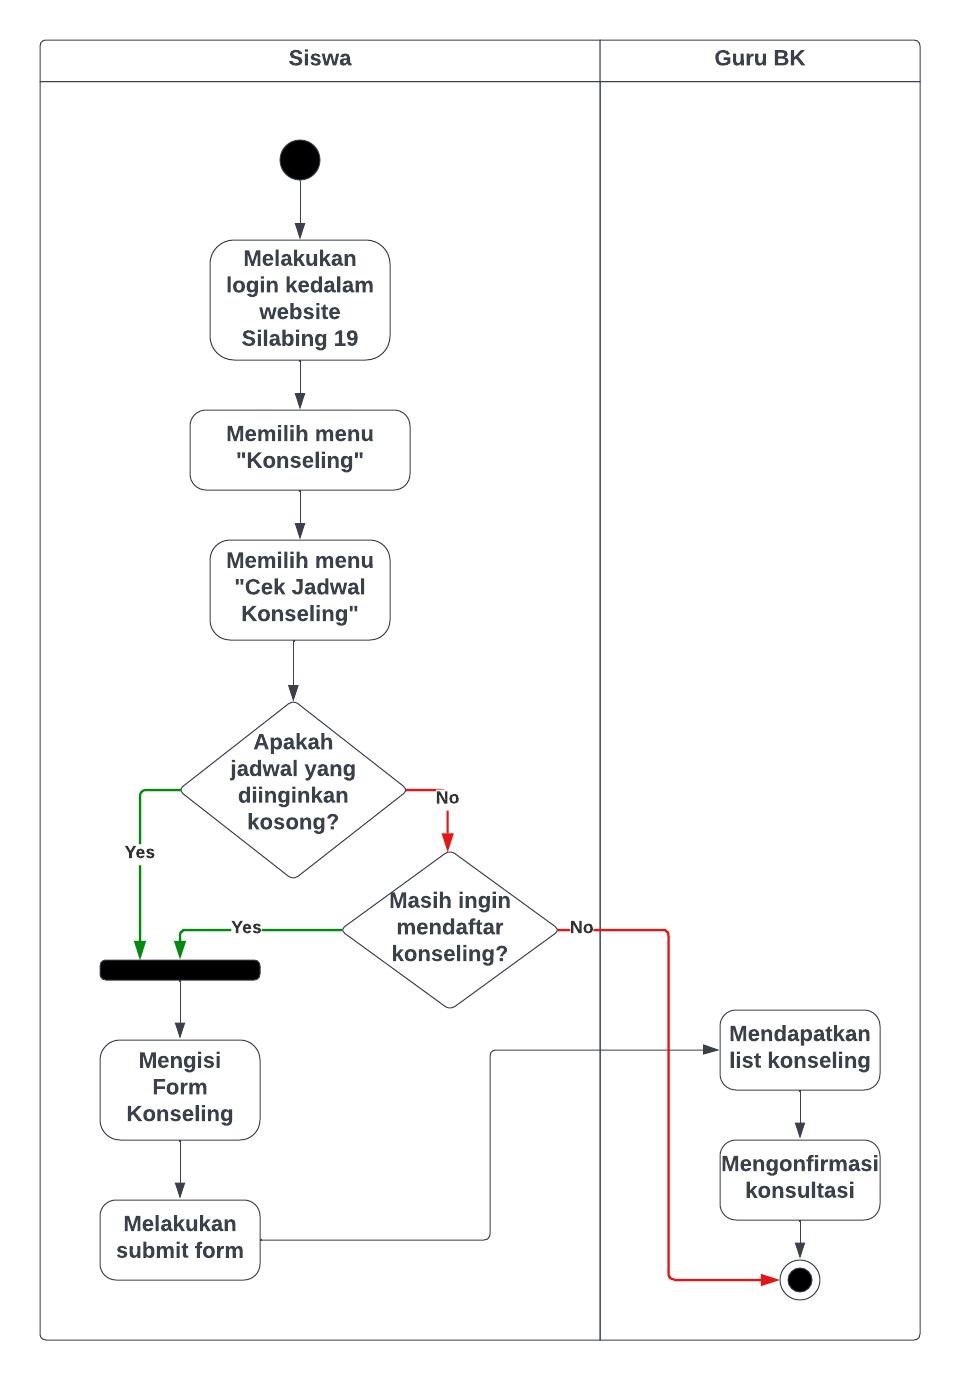 Siswa
Guru BK
Melakukan
login kedalam
website
Silabing 19
Memilih menu
"Konseling"
Memilih menu
"Cek Jadwal
Konseling"
Apakah
jadwal yang
diinginkan
kosong?
No
Yes
Masih ingin
mendaftar
konseling?
Yes
No
Mengisi
Form
Konseling
Melakukan
submit form
Mendapatkan
list konseling
Mengonfirmasi
konsultasi